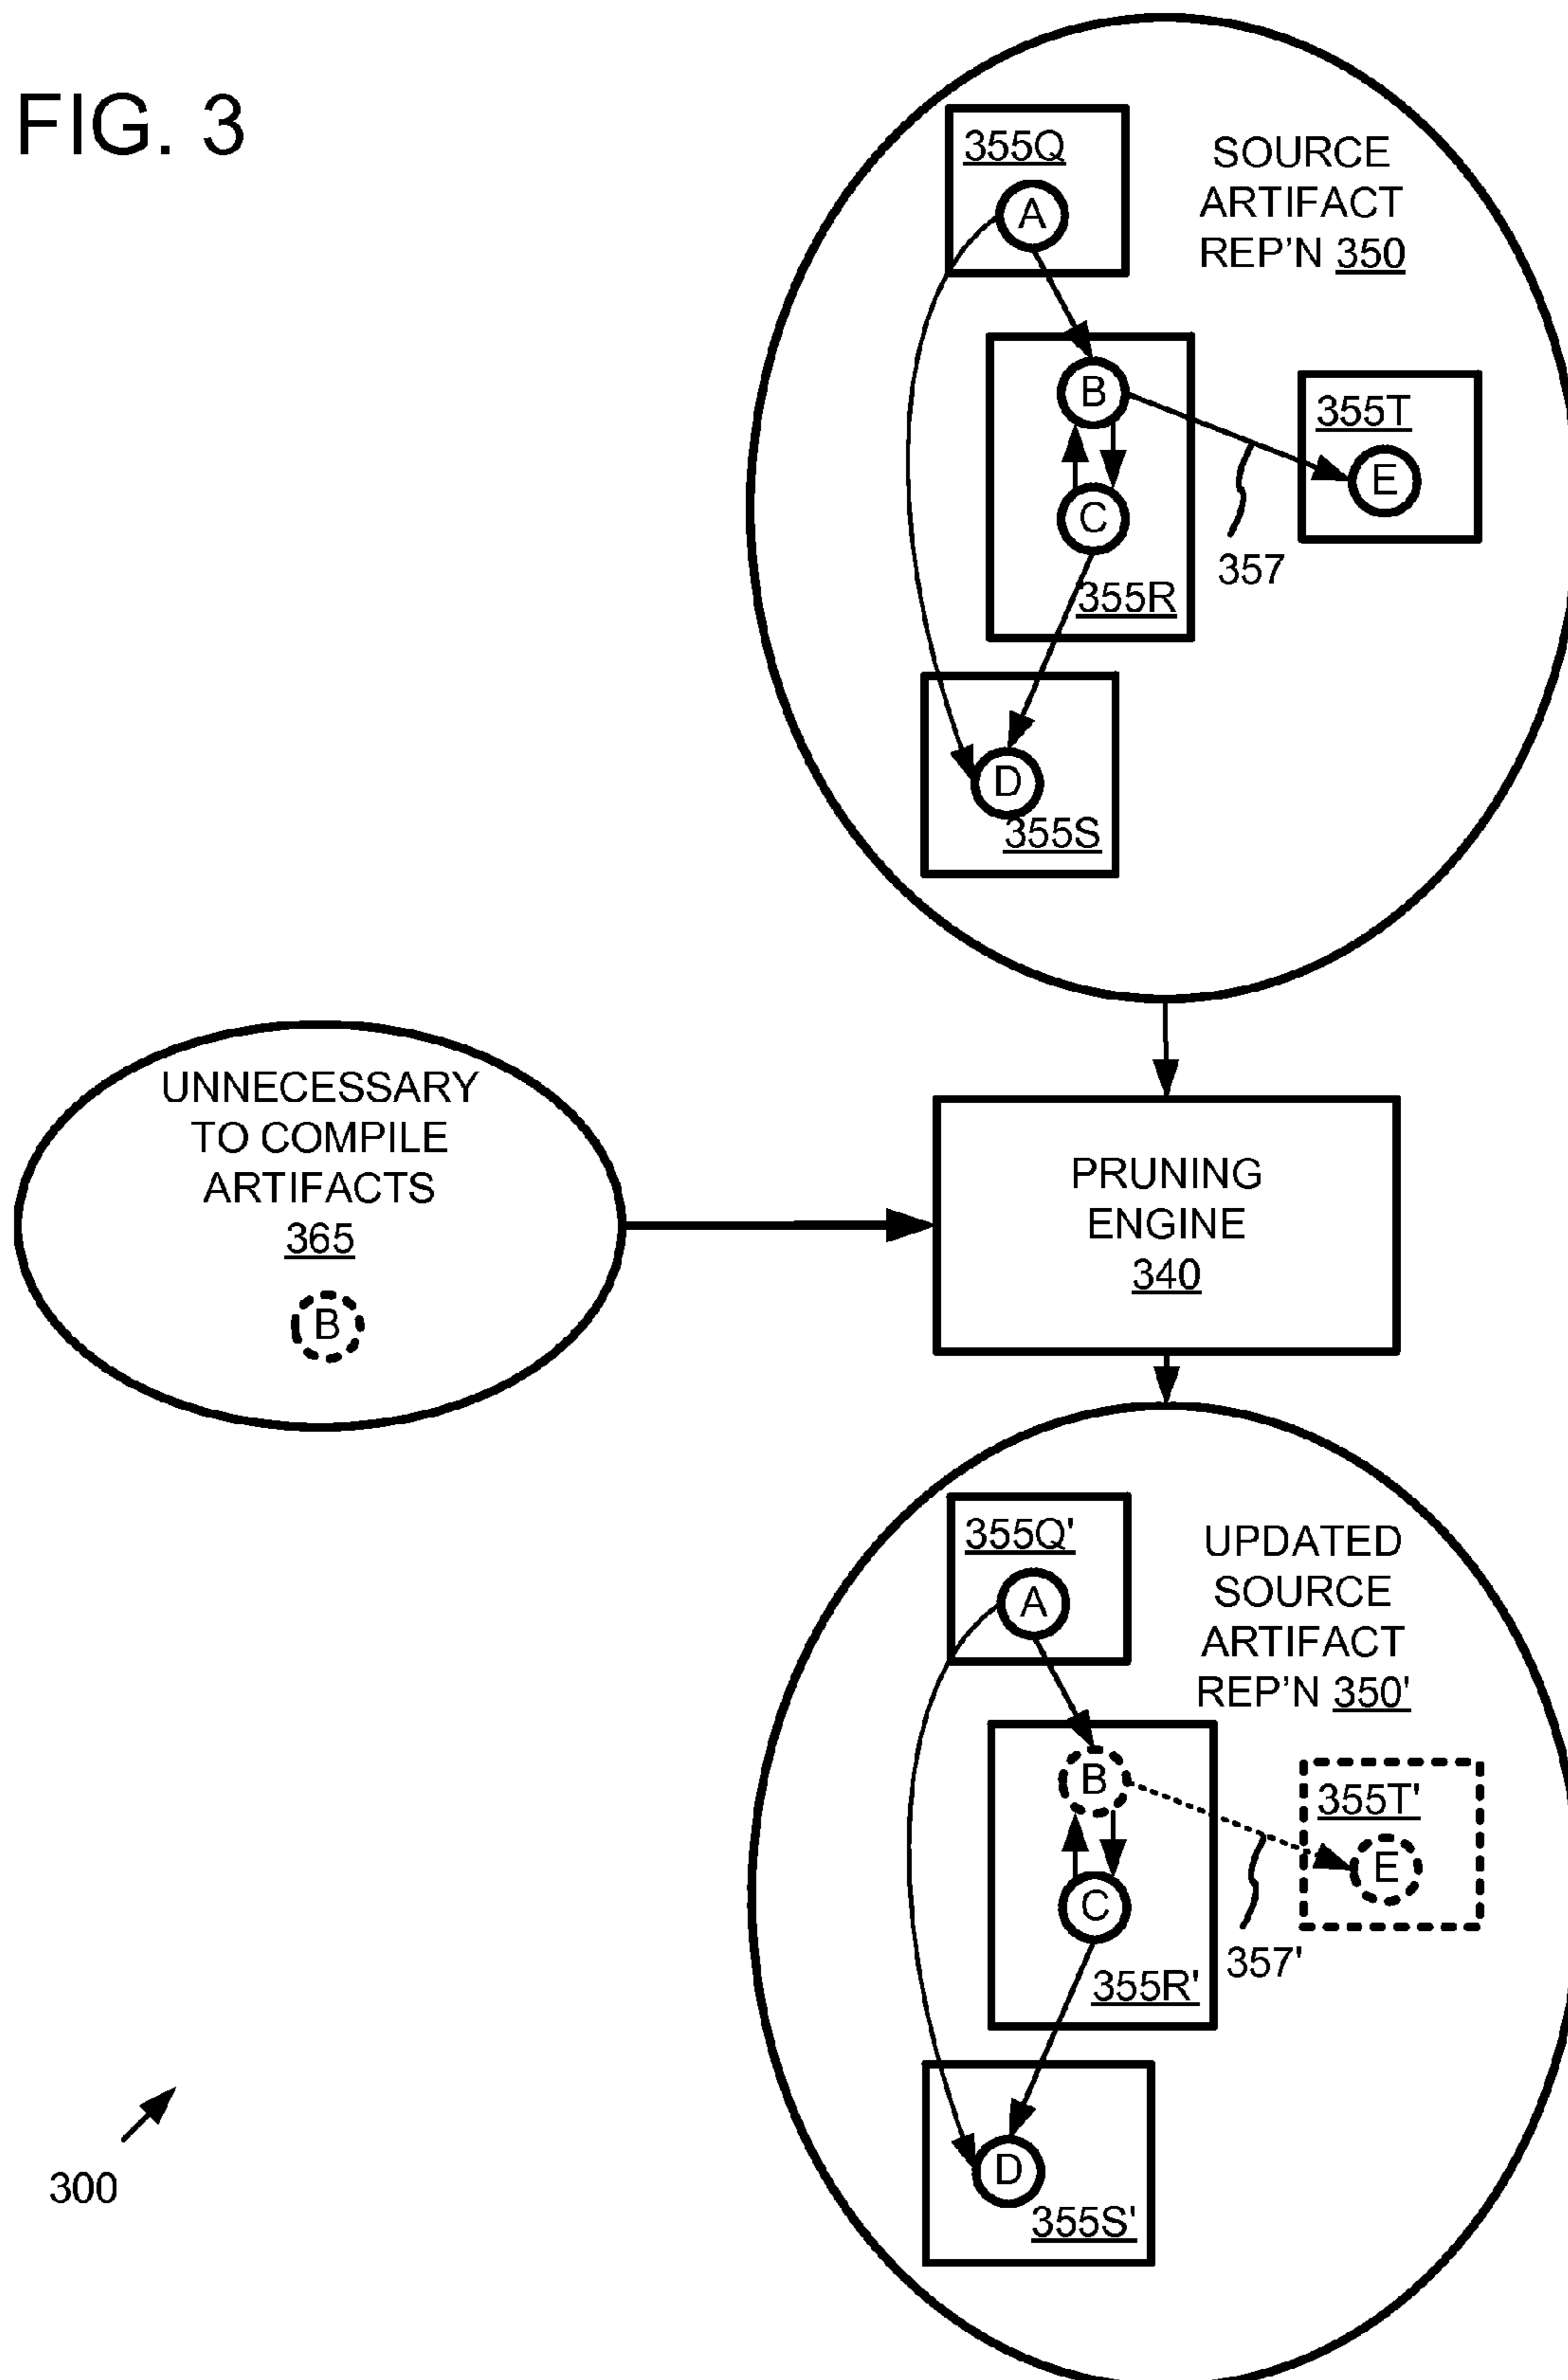 FIG. 3
355Q
A
SOURCE
ARTIFACT
REP'N 350
B
355T
E
C
357
355R
D
355S
UNNECESSARY
TO COMPILE
ARTIFACTS
365
B
PRUNING
ENGINE
340
355Q'
A
UPDATED
SOURCE
ARTIFACT
REP'N 350'
B
355T'
E
C
357'
355R'
D
355S'
300